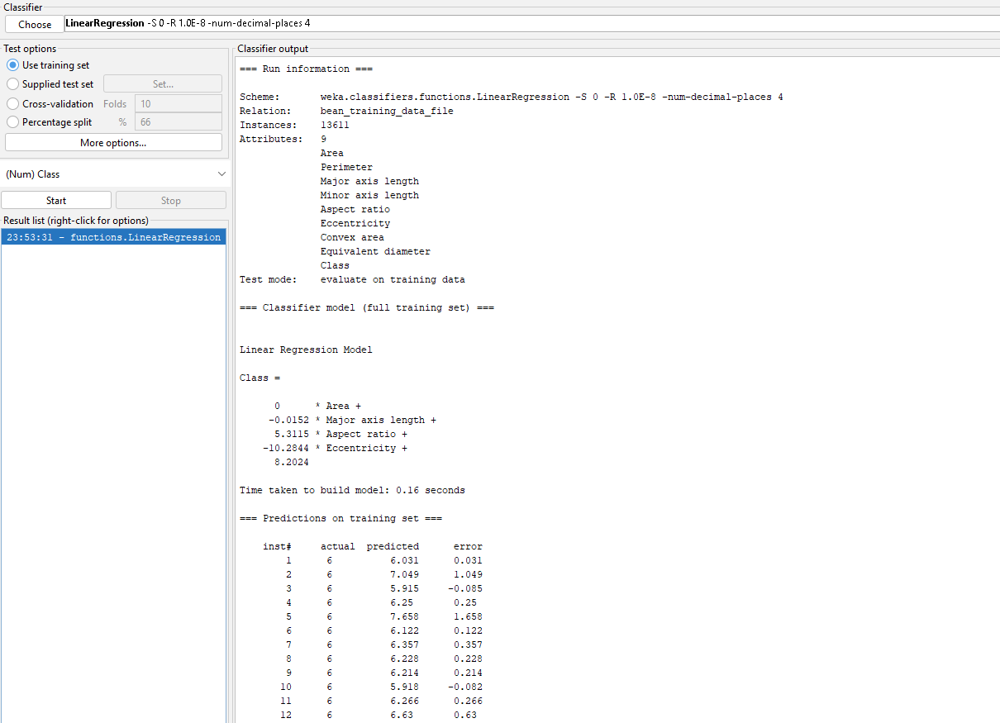 Classifier
Choose LinearRegression -S 0 -R 1.0E-8 -num-decimal-places 4
Test options
Use training set
Supplied test set Set...
Cross-validation Folds 10
Percentage split % 66
More options...
(Num) Class
Start Stop
Result list (right-click for options)
23:53:31 - functions.LinearRegression
Classifier output
=== Run information ===
Scheme: weka.classifiers.functions.LinearRegression -S 0 -R 1.0E-8 -num-decimal-places 4
Relation: bean_training_data_file
Instances: 13611
Attributes: 9
Area
Perimeter
Major axis length
Minor axis length
Aspect ratio
Eccentricity
Convex area
Equivalent diameter
Class
Test mode: evaluate on training data
=== Classifier model (full training set) ===
Linear Regression Model
Class =
0 * Area +
-0.0152 * Major axis length +
5.3115 * Aspect ratio +
-10.2844 * Eccentricity +
8.2024
Time taken to build model: 0.16 seconds
=== Predictions on training set ===
inst# actual predicted error
1 6 6.031 0.031
2 6 7.049 1.049
3 6 5.915 -0.085
4 6 6.25 0.25
5 6 7.658 1.658
6 6 6.122 0.122
7 6 6.357 0.357
8 6 6.228 0.228
9 6 6.214 0.214
10 6 5.918 -0.082
11 6 6.266 0.266
12 6 6.63 0.63